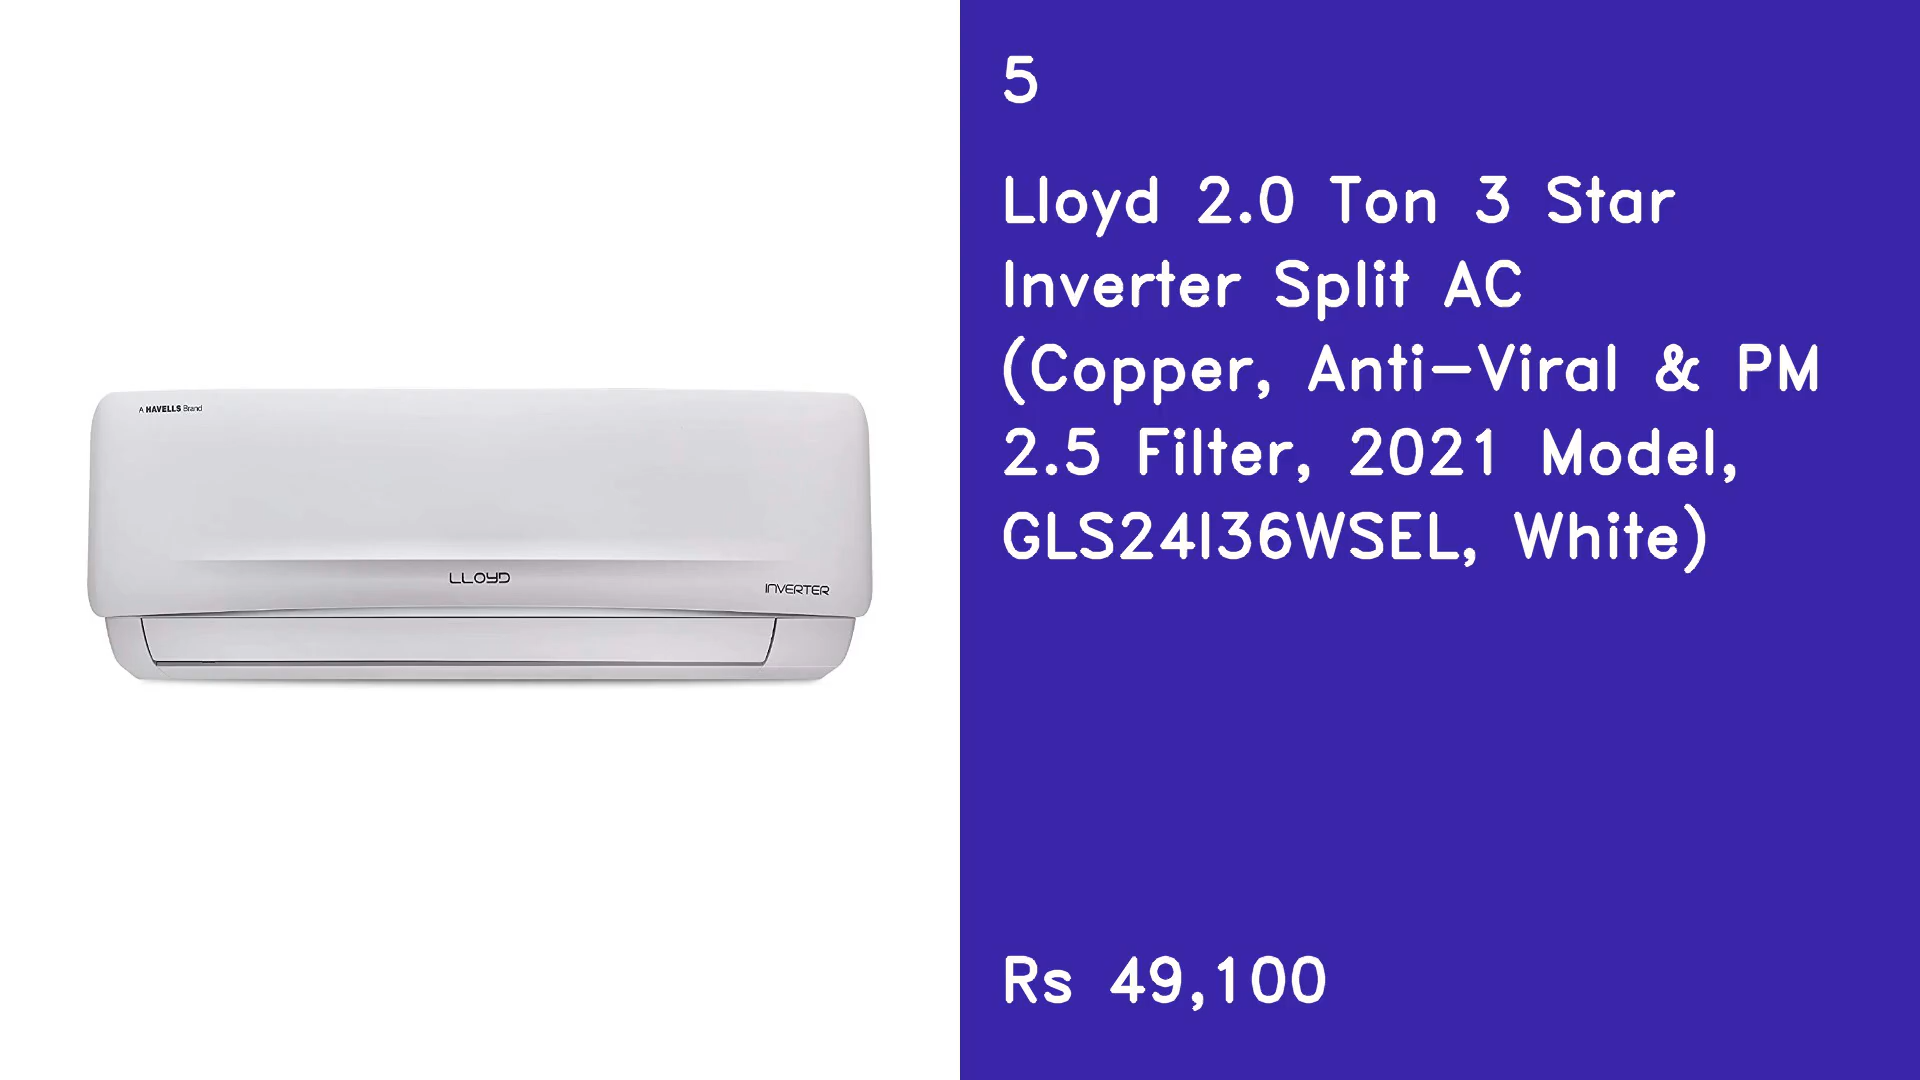 A HAVELLS Brand
LLOYD
INVERTER
5
Lloyd 2.0 Ton 3 Star
Inverter Split AC
(Copper, Anti-Viral & PM
2.5 Filter, 2021 Model,
GLS24I36WSEL, White)
Rs 49,100